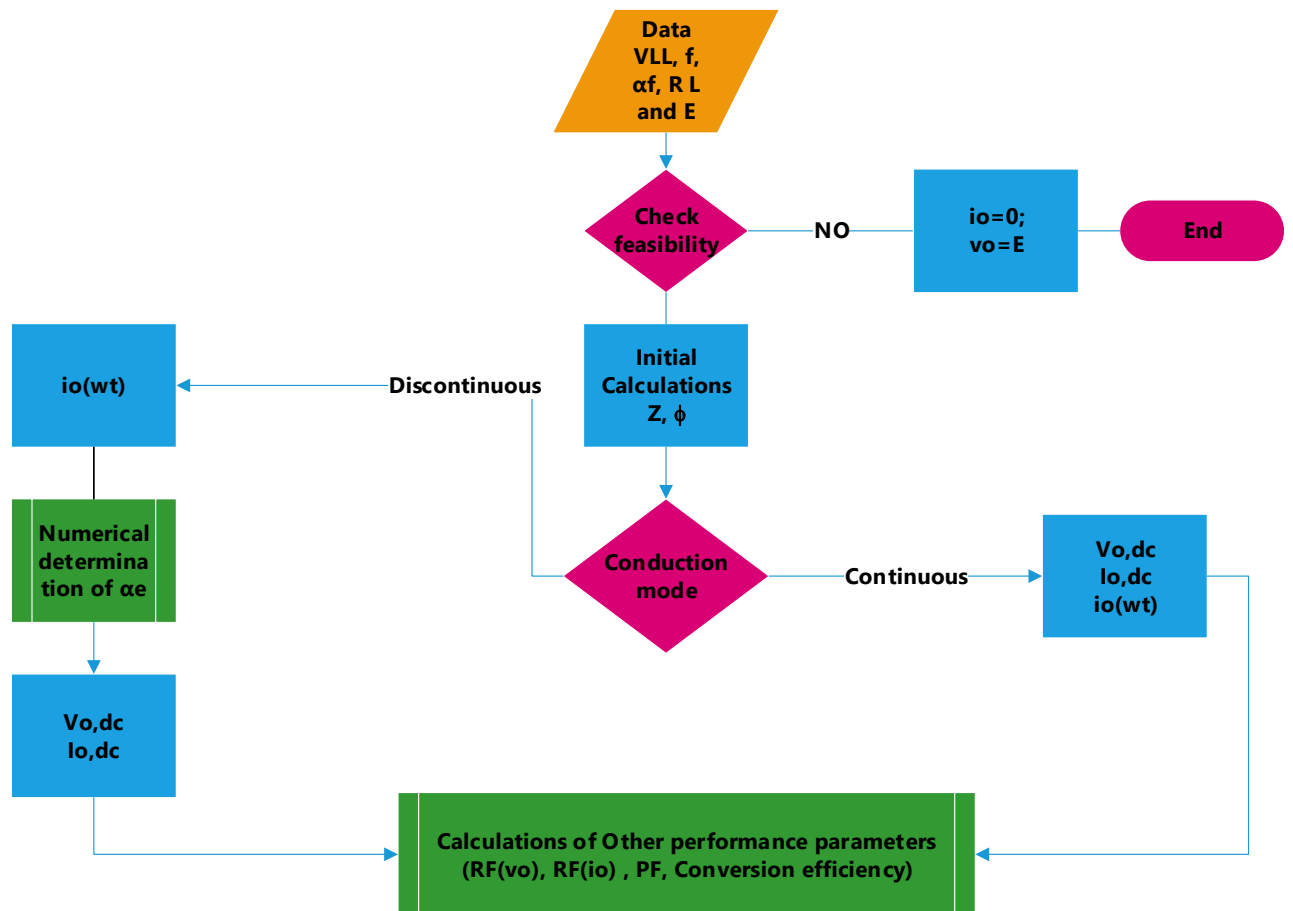 Data
VLL, f,
αf, R L
and E
Check
feasibility
NO
io=0;
vo=E
End
Initial
Calculations
Z, ϕ
Discontinuous
io(wt)
Numerical
determina
tion of αe
Conduction
mode
Continuous
Vo,dc
Io,dc
io(wt)
Vo,dc
Io,dc
Calculations of Other performance parameters
(RF(vo), RF(io) , PF, Conversion efficiency)